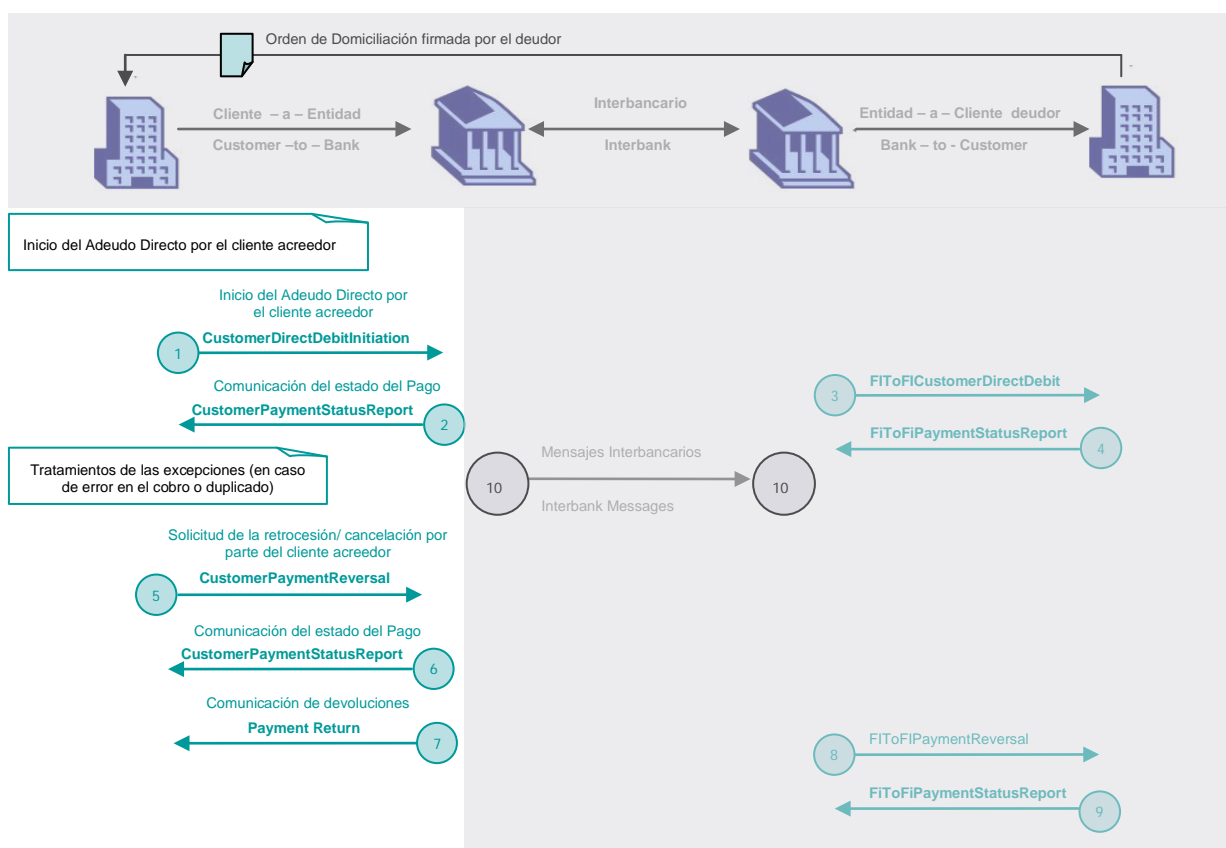 Orden de Domiciliación firmada por el deudor
Cliente – a – Entidad
Customer –to – Bank
Interbancario
Interbank
Entidad – a – Cliente deudor
Bank – to - Customer
Inicio del Adeudo Directo por el cliente acreedor
Inicio del Adeudo Directo por
el cliente acreedor
CustomerDirectDebitInitiation
1
Comunicación del estado del Pago
CustomerPaymentStatusReport
2
FIToFICustomerDirectDebit
3
FiToFiPaymentStatusReport
4
Tratamientos de las excepciones (en caso
de error en el cobro o duplicado)
Mensajes Interbancarios
10
10
Interbank Messages
Solicitud de la retrocesión/ cancelación por
parte del cliente acreedor
CustomerPaymentReversal
5
Comunicación del estado del Pago
CustomerPaymentStatusReport
6
Comunicación de devoluciones
Payment Return
7
FIToFIPaymentReversal
8
FiToFiPaymentStatusReport
9